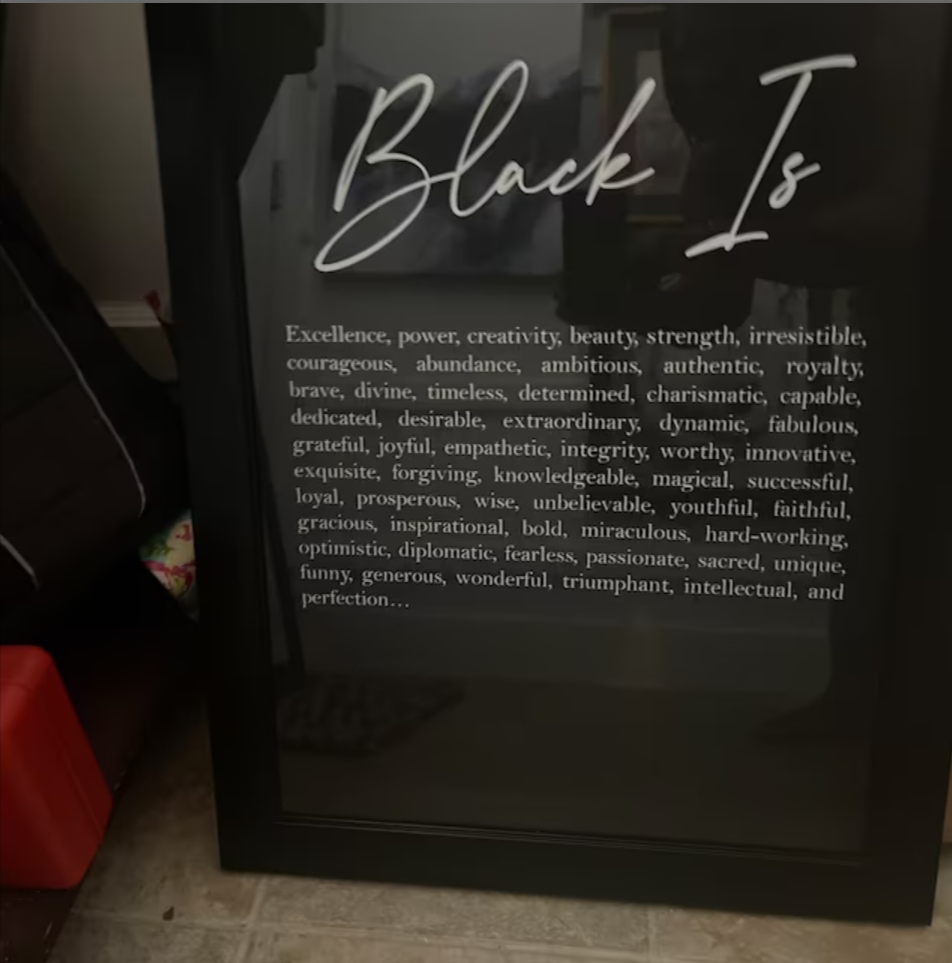 Black Is
Excellence, power, creativity, beauty, strength, irresistible,
courageous, abundance, ambitious, authentic, royalty,
brave, divine, timeless, determined, charismatic, capable,
dedicated, desirable, extraordinary, dynamic, fabulous,
grateful, joyful, empathetic, integrity, worthy, innovative,
exquisite, forgiving, knowledgeable, magical, successful,
loyal, prosperous, wise, unbelievable, youthful, faithful,
gracious, inspirational, bold, miraculous, hard-working,
optimistic, diplomatic, fearless, passionate, sacred, unique,
funny, generous, wonderful, triumphant, intellectual, and
perfection…